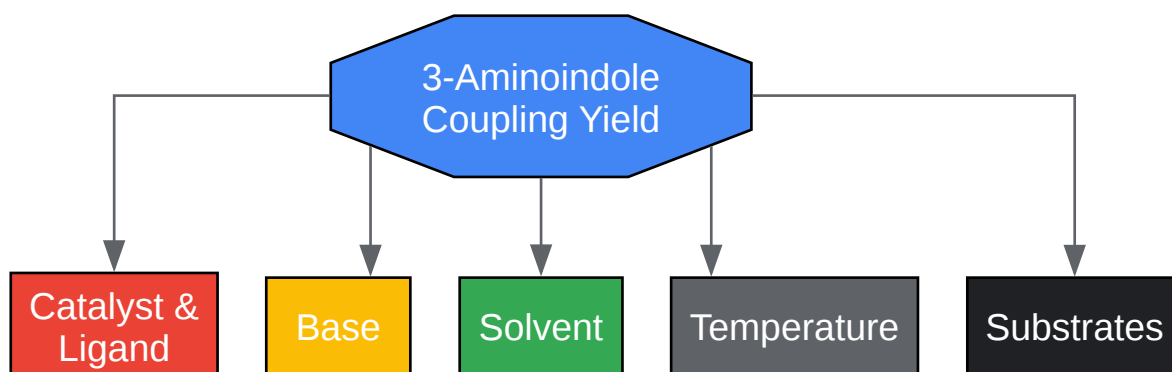 3-Aminoindole
Coupling Yield
Catalyst &
Ligand
Base
Solvent
Temperature
Substrates